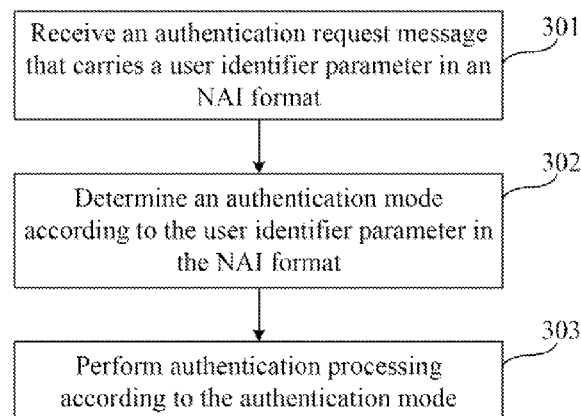 Receive an authentication request message
that carries a user identifier parameter in an
NAI format
301
Determine an authentication mode
according to the user identifier parameter in
the NAI format
302
Perform authentication processing
according to the authentication mode
303